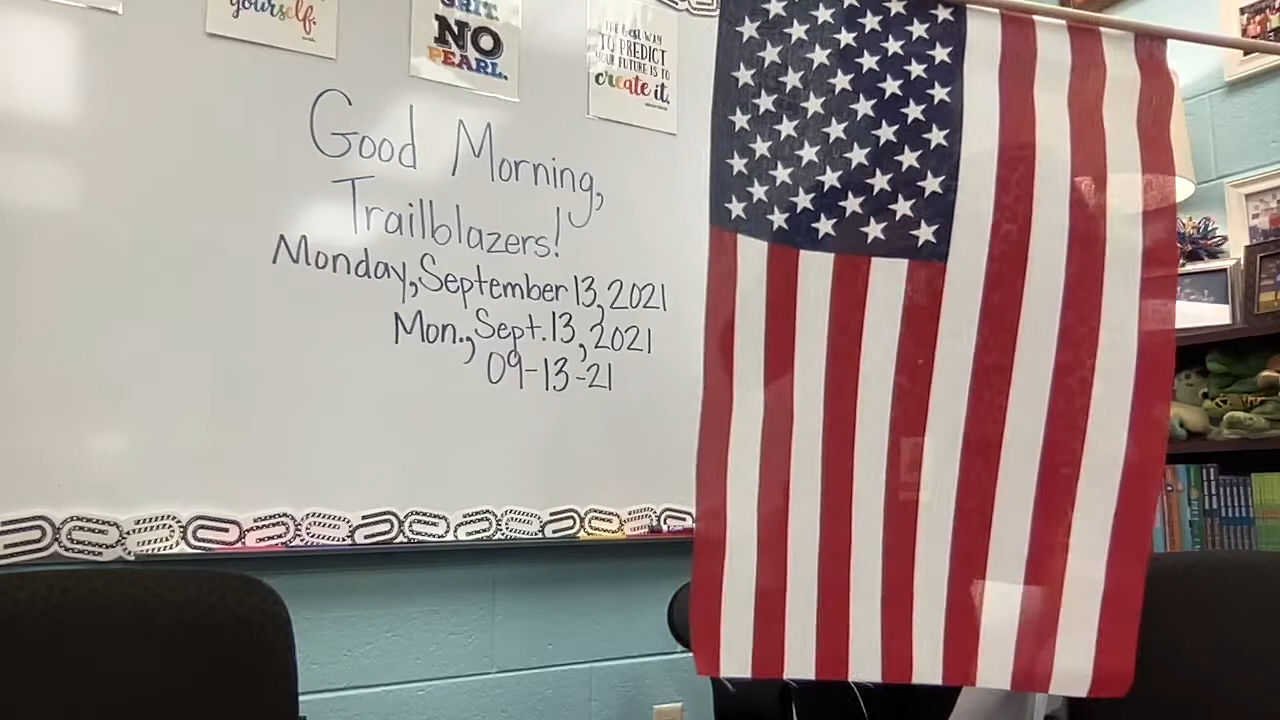 yourself.
GRIT.
NO
PEARL.
THE best WAY
TO PREDICT
YOUR FUTURE IS TO
create it.
Good Morning,
Trailblazers!
Monday, September 13, 2021
Mon., Sept. 13, 2021
09-13-21